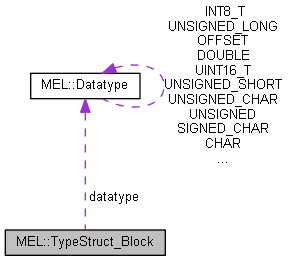 INT8_T
UNSIGNED_LONG
OFFSET
DOUBLE
UINT16_T
UNSIGNED_SHORT
UNSIGNED_CHAR
UNSIGNED
SIGNED_CHAR
CHAR
...
MEL::Datatype
datatype
MEL::TypeStruct_Block